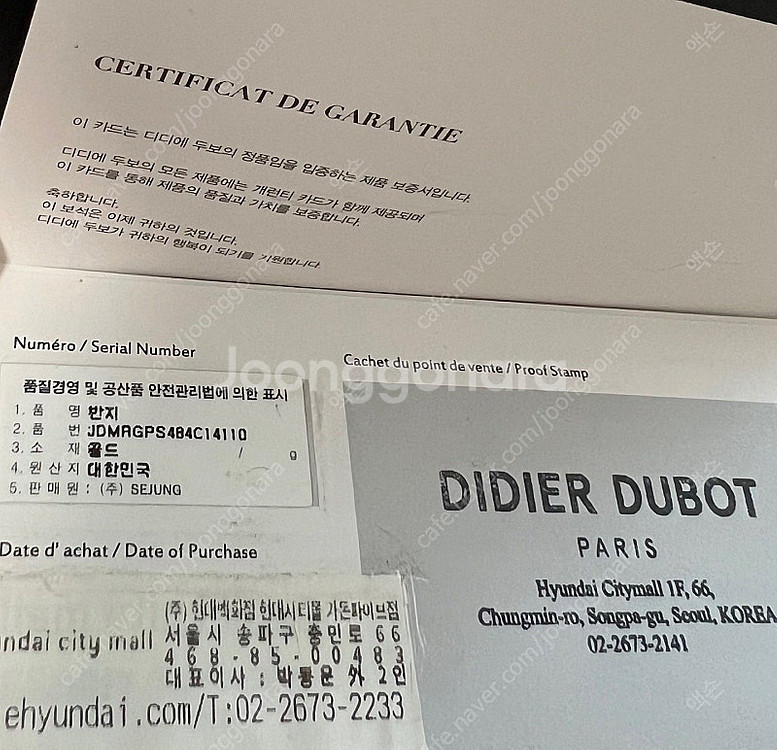 CERTIFICAT DE GARANTIE
이 카드는 디디에 두보의 정품임을 입증하는 제품 보증서입니다.
디디에 두보의 모든 제품에는 개런티 카드가 함께 제공되며
이 카드를 통해 제품의 품질과 가치를 보증합니다.
축하합니다.
이 보석은 이제 귀하의 것입니다.
디디에 두보가 귀하의 행복이 되기를 기원합니다.
Numéro / Serial Number
품질경영 및 공산품 안전관리법에 의한 표시
1. 품 명 반지
2. 품 번 :JDMRGPS4B4C14110
3. 소 재 골드 / g
4. 원 산 지 대한민국
5. 판 매 원 : (주) SEJUNG
Cachet du point de vente / Proof Stamp
DIDIER DUBOT
PARIS
Hyundai Citymall 1F, 66,
Chungmin-ro, Songpa-gu, Seoul, KOREA
02-2673-2141
Date d' achat / Date of Purchase
ndai city mall
(주) 현대백화점 현대시티몰 가든파이브점
서울시 송파구 충민로 66
468-85-00483
대표이사 : 박동운 外 2인
ehyundai.com/T:02-2673-2233
Joonggonara
cafe.naver.com/joonggonara
액손